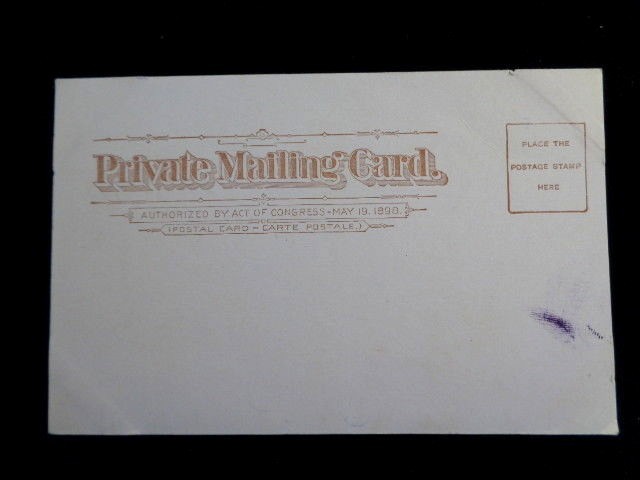 Private Mailing Card.
AUTHORIZED BY ACT OF CONGRESS-MAY 19, 1898.
(POSTAL CARD - CARTE POSTALE.)
PLACE THE
POSTAGE STAMP
HERE